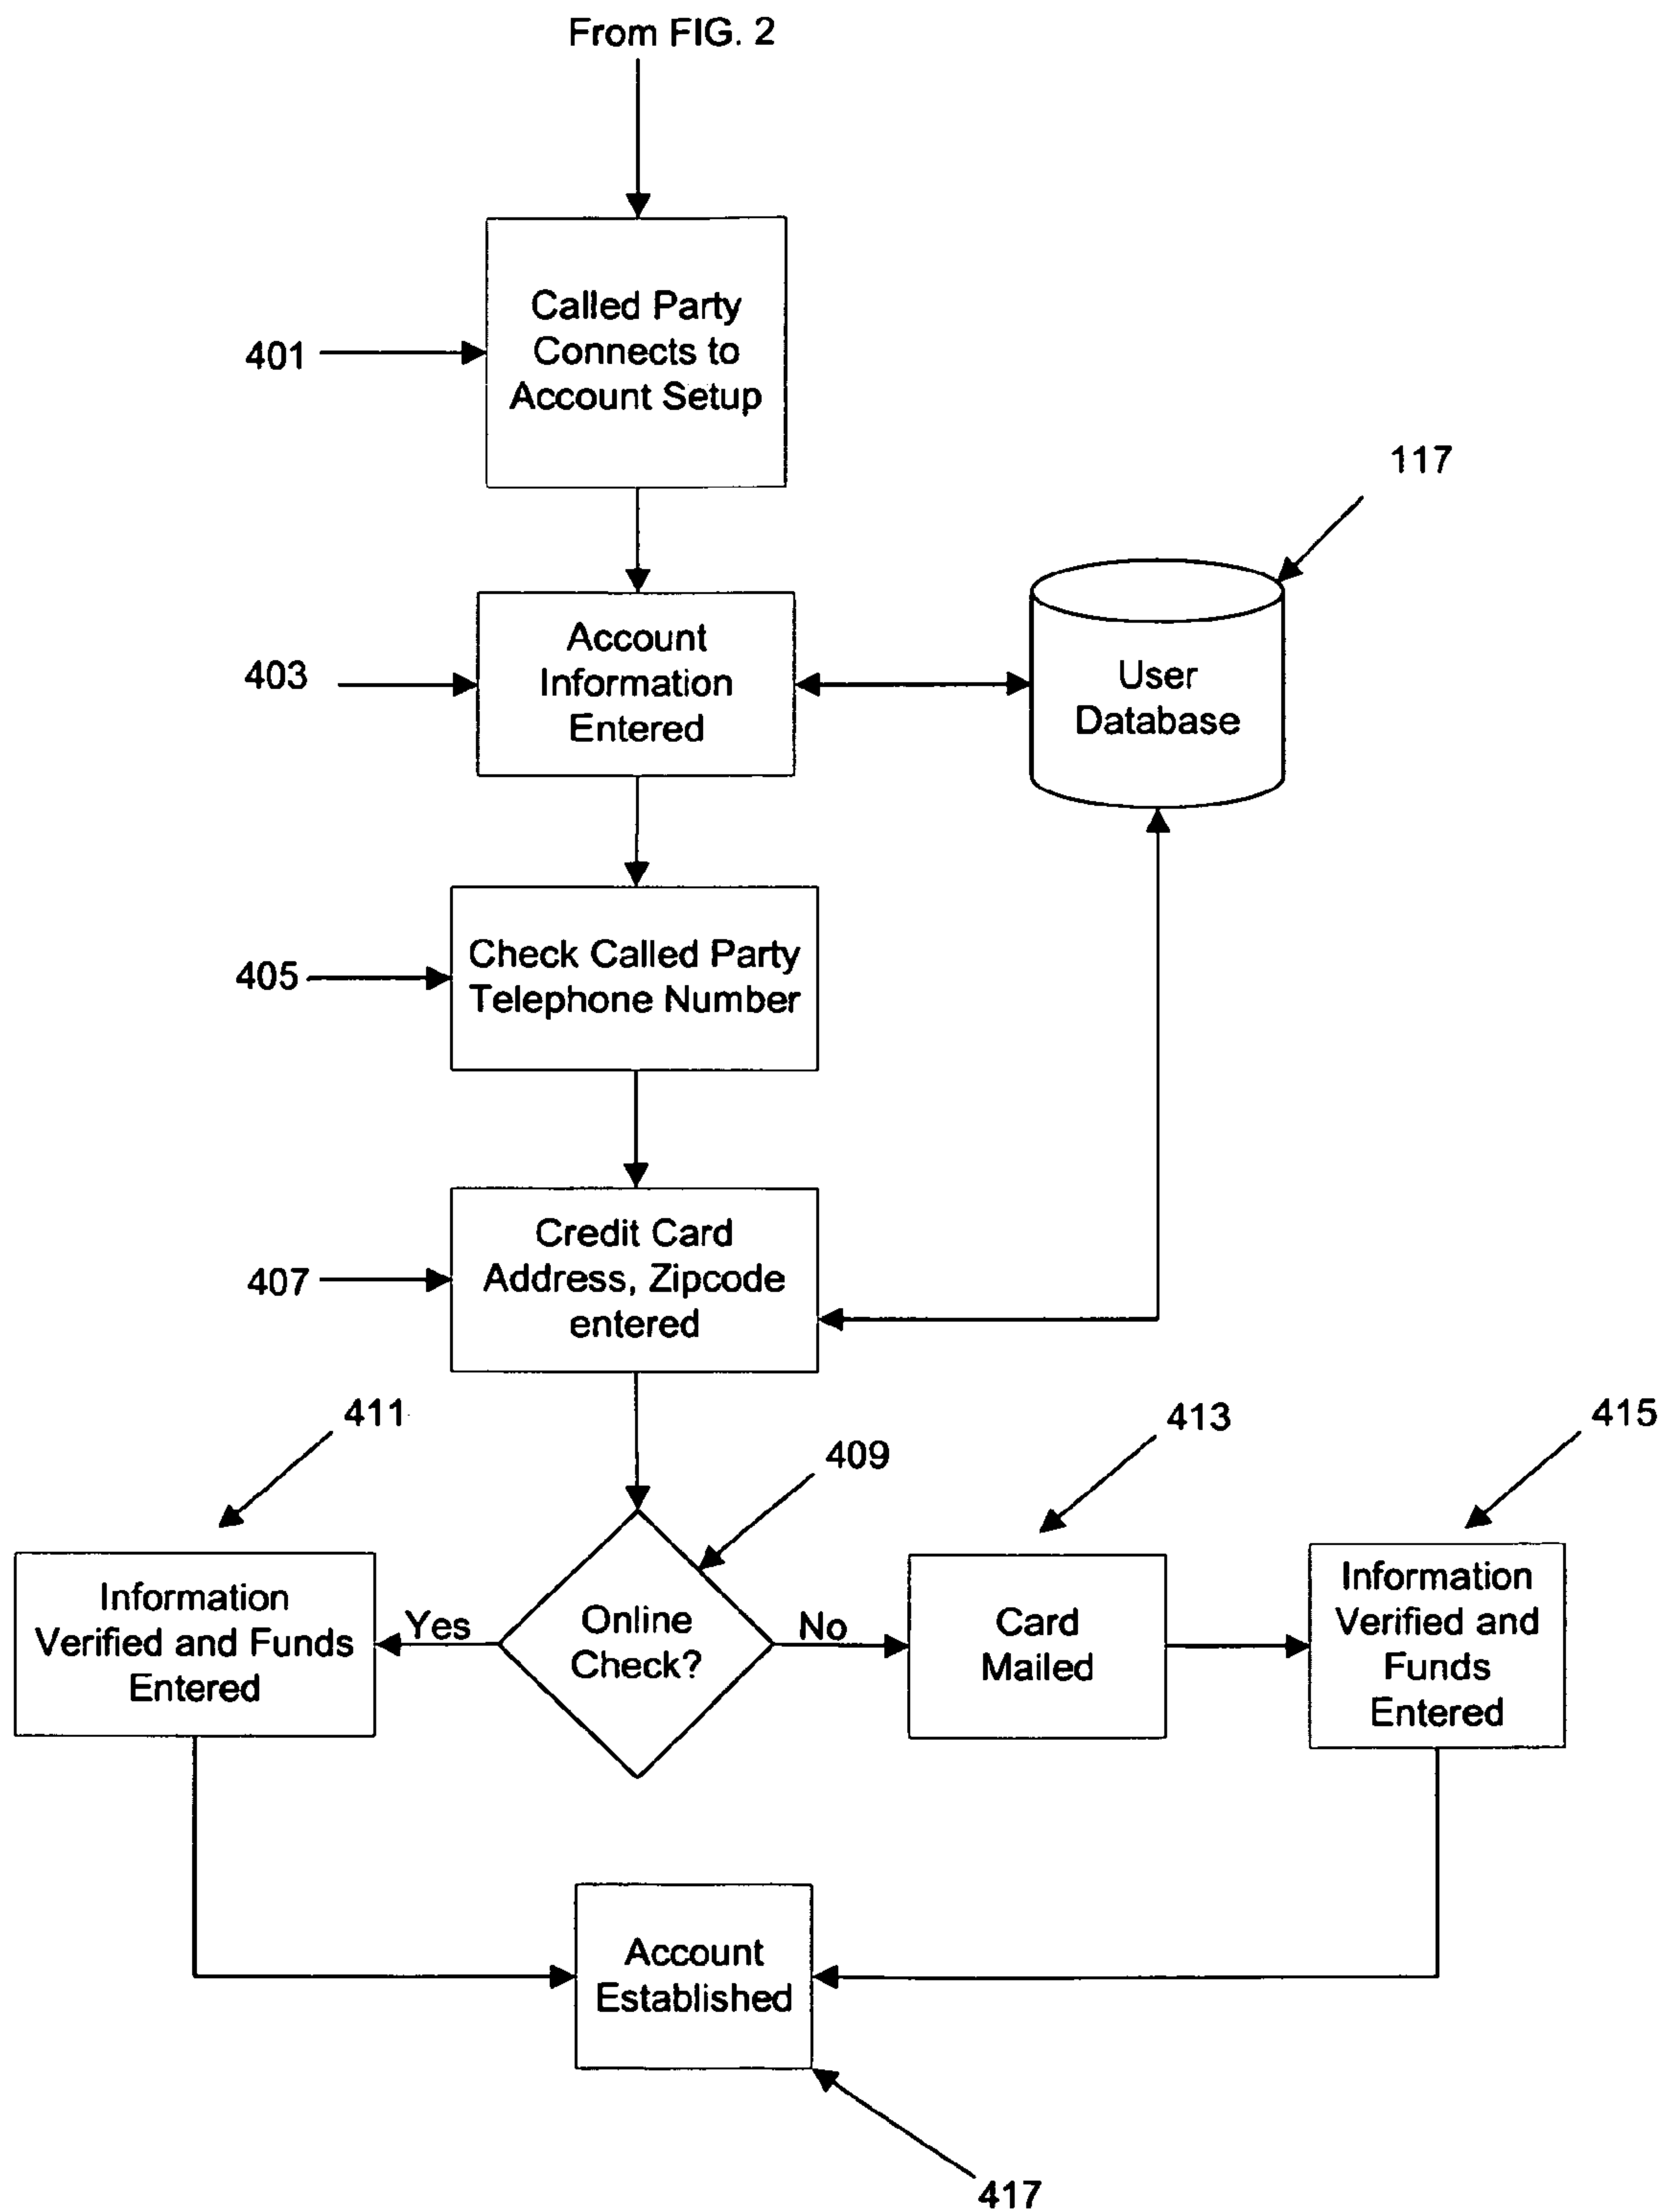 From FIG. 2
Called Party
Connects to
Account Setup
401
117
Account
Information
Entered
403
User
Database
Check Called Party
Telephone Number
405
Credit Card
Address, Zipcode
entered
407
411
409
413
415
Information
Verified and Funds
Entered
Yes
Online
Check?
No
Card
Mailed
Information
Verified and
Funds
Entered
Account
Established
417